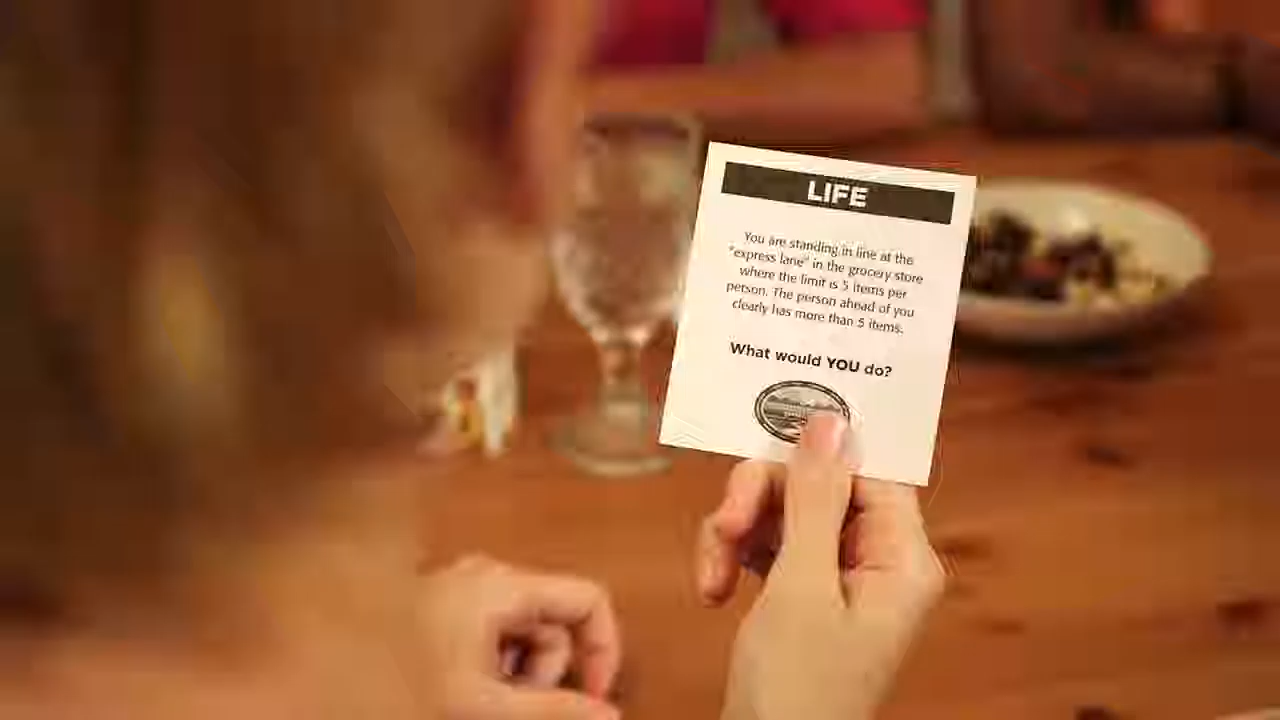 LIFE
You are standing in line at the
"express lane" in the grocery store
where the limit is 5 items per
person. The person ahead of you
clearly has more than 5 items.
What would YOU do?